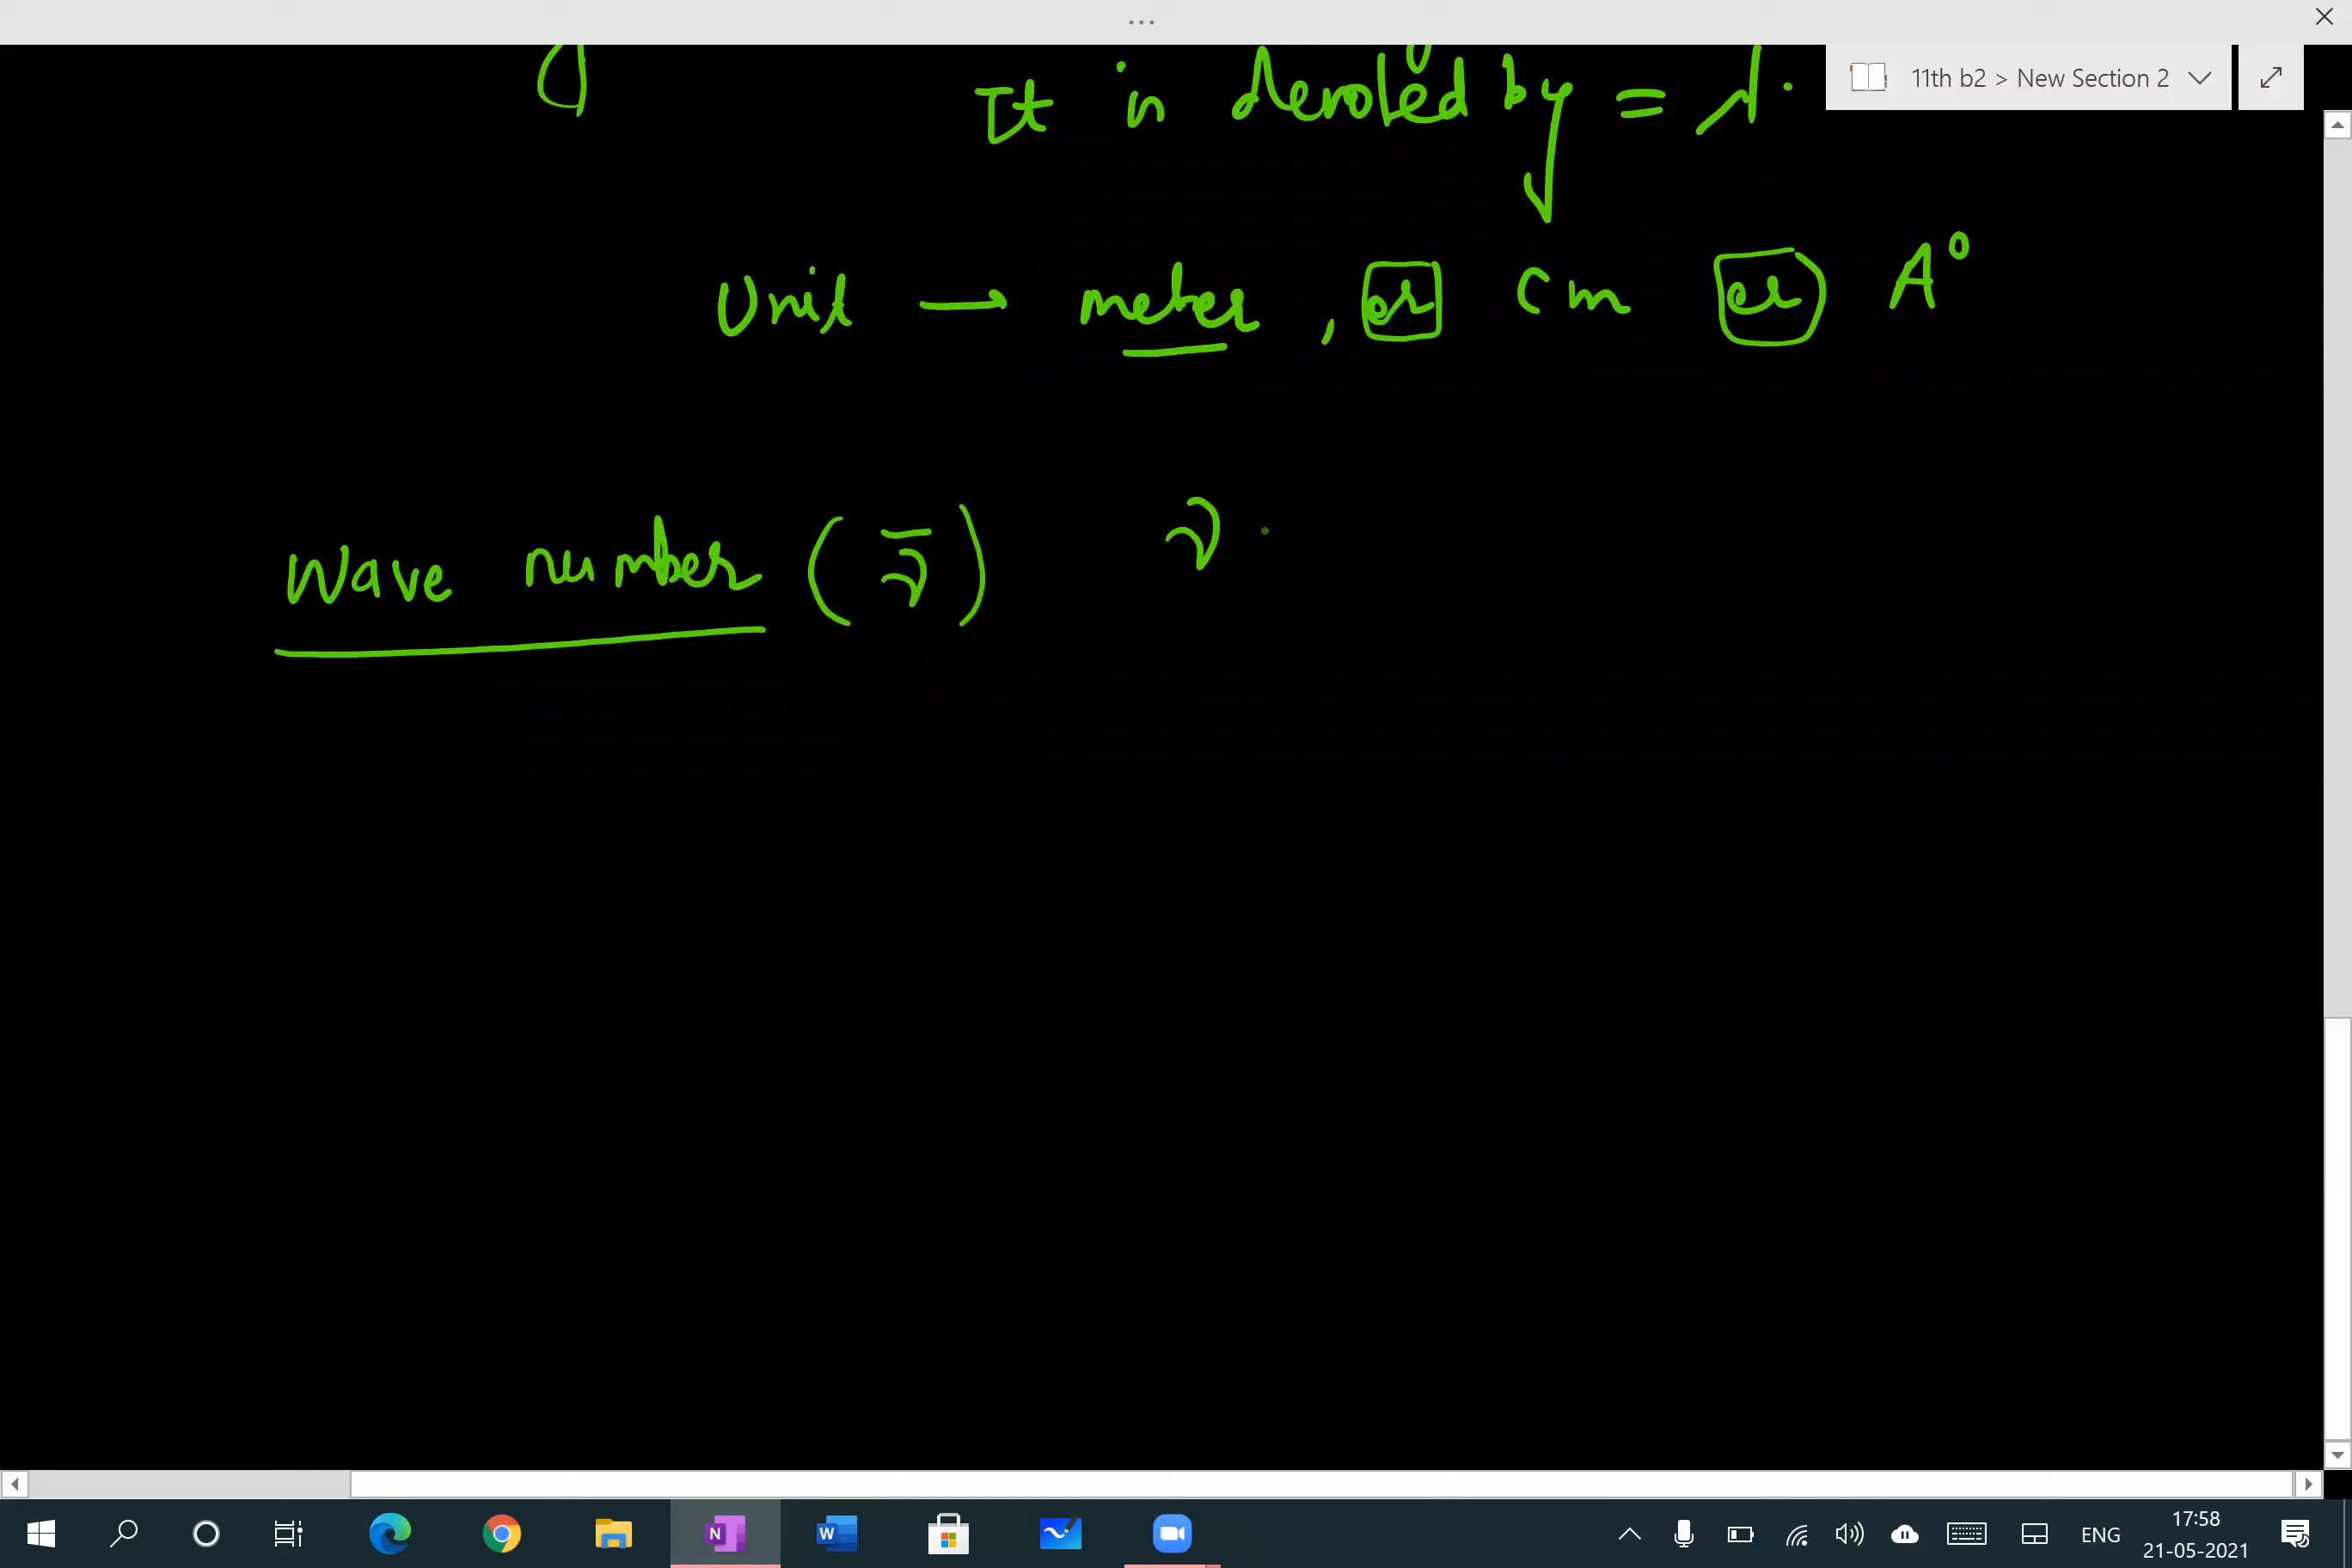 ...
11th b2 > New Section 2
It is denoted by = λ.
Unit → meter, or cm or A°
Wave number (ν̄) ν
ENG
17:58
21-05-2021